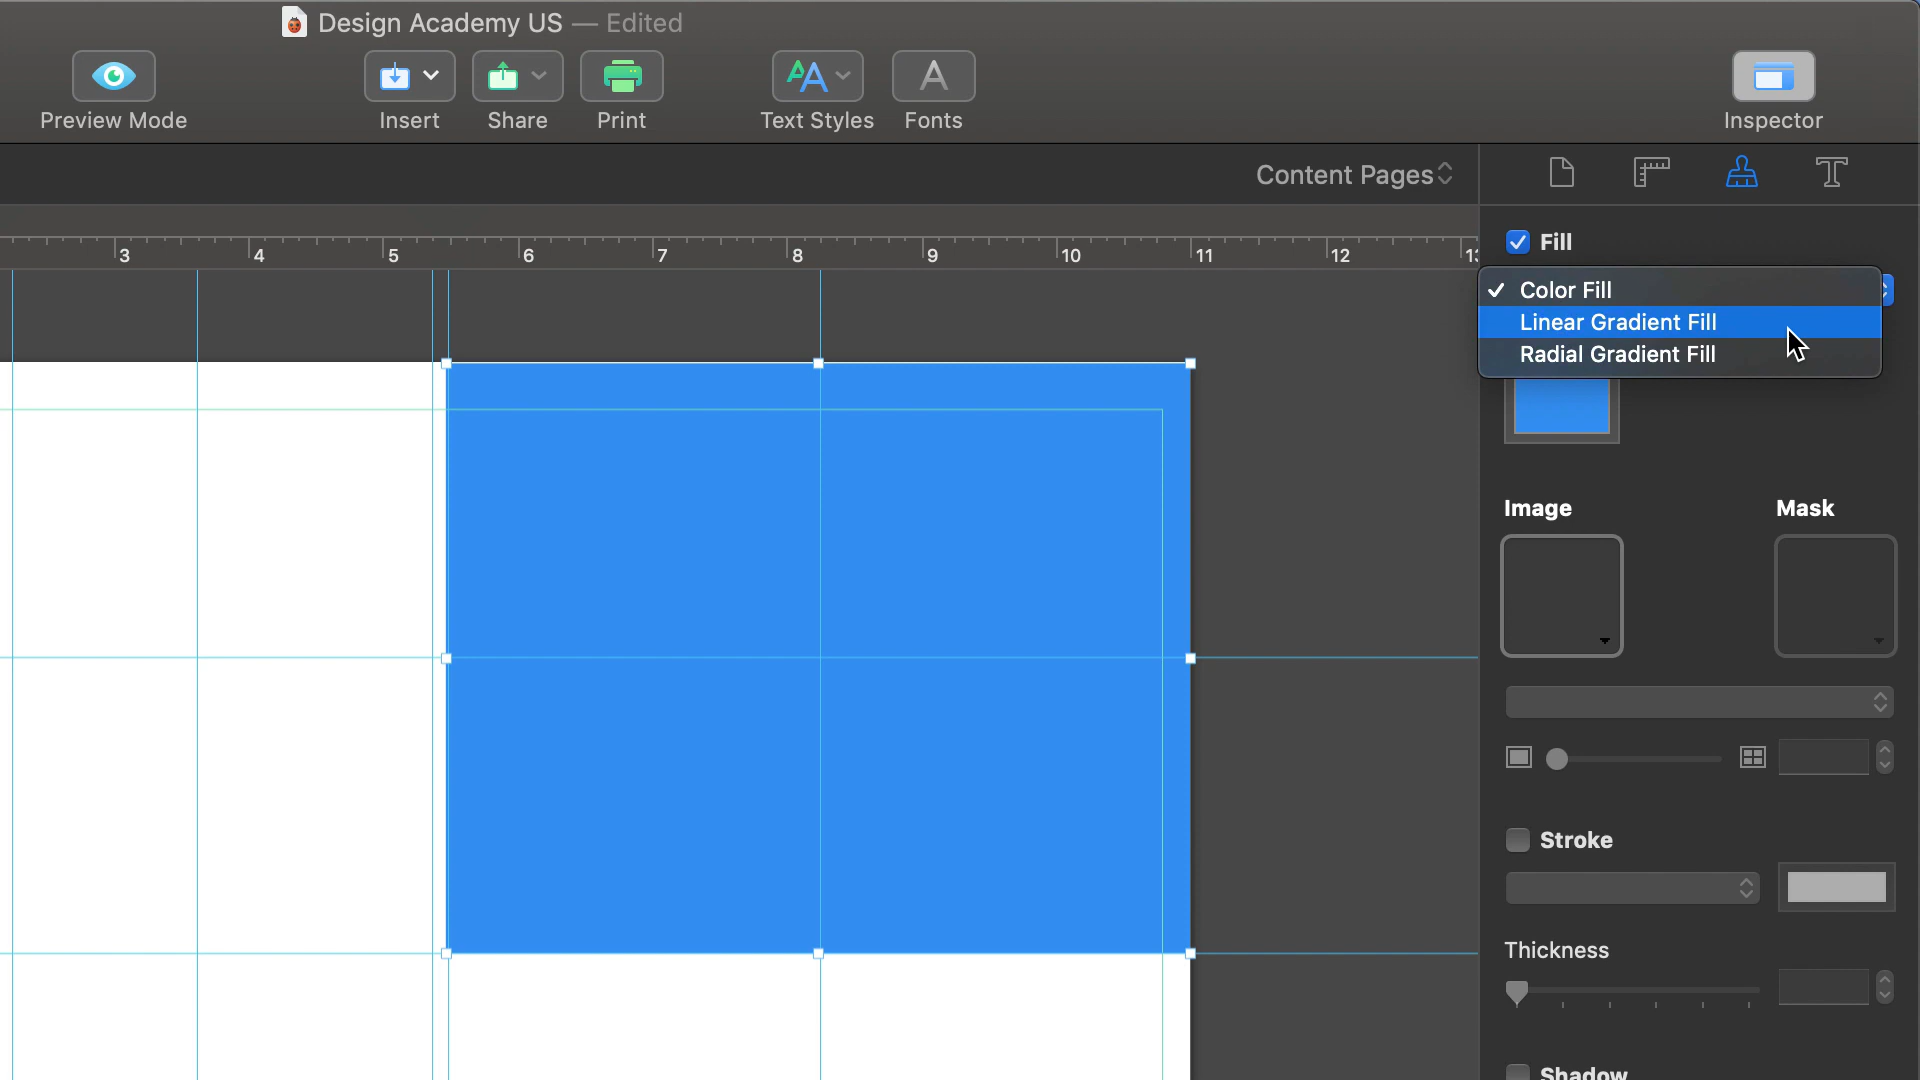 Design Academy US — Edited
Preview Mode
Insert
Share
Print
Text Styles
Fonts
Inspector
Content Pages
3 4 5 6 7 8 9 10 11 12
Fill
Color Fill
Linear Gradient Fill
Radial Gradient Fill
Image
Mask
Stroke
Thickness
Shadow